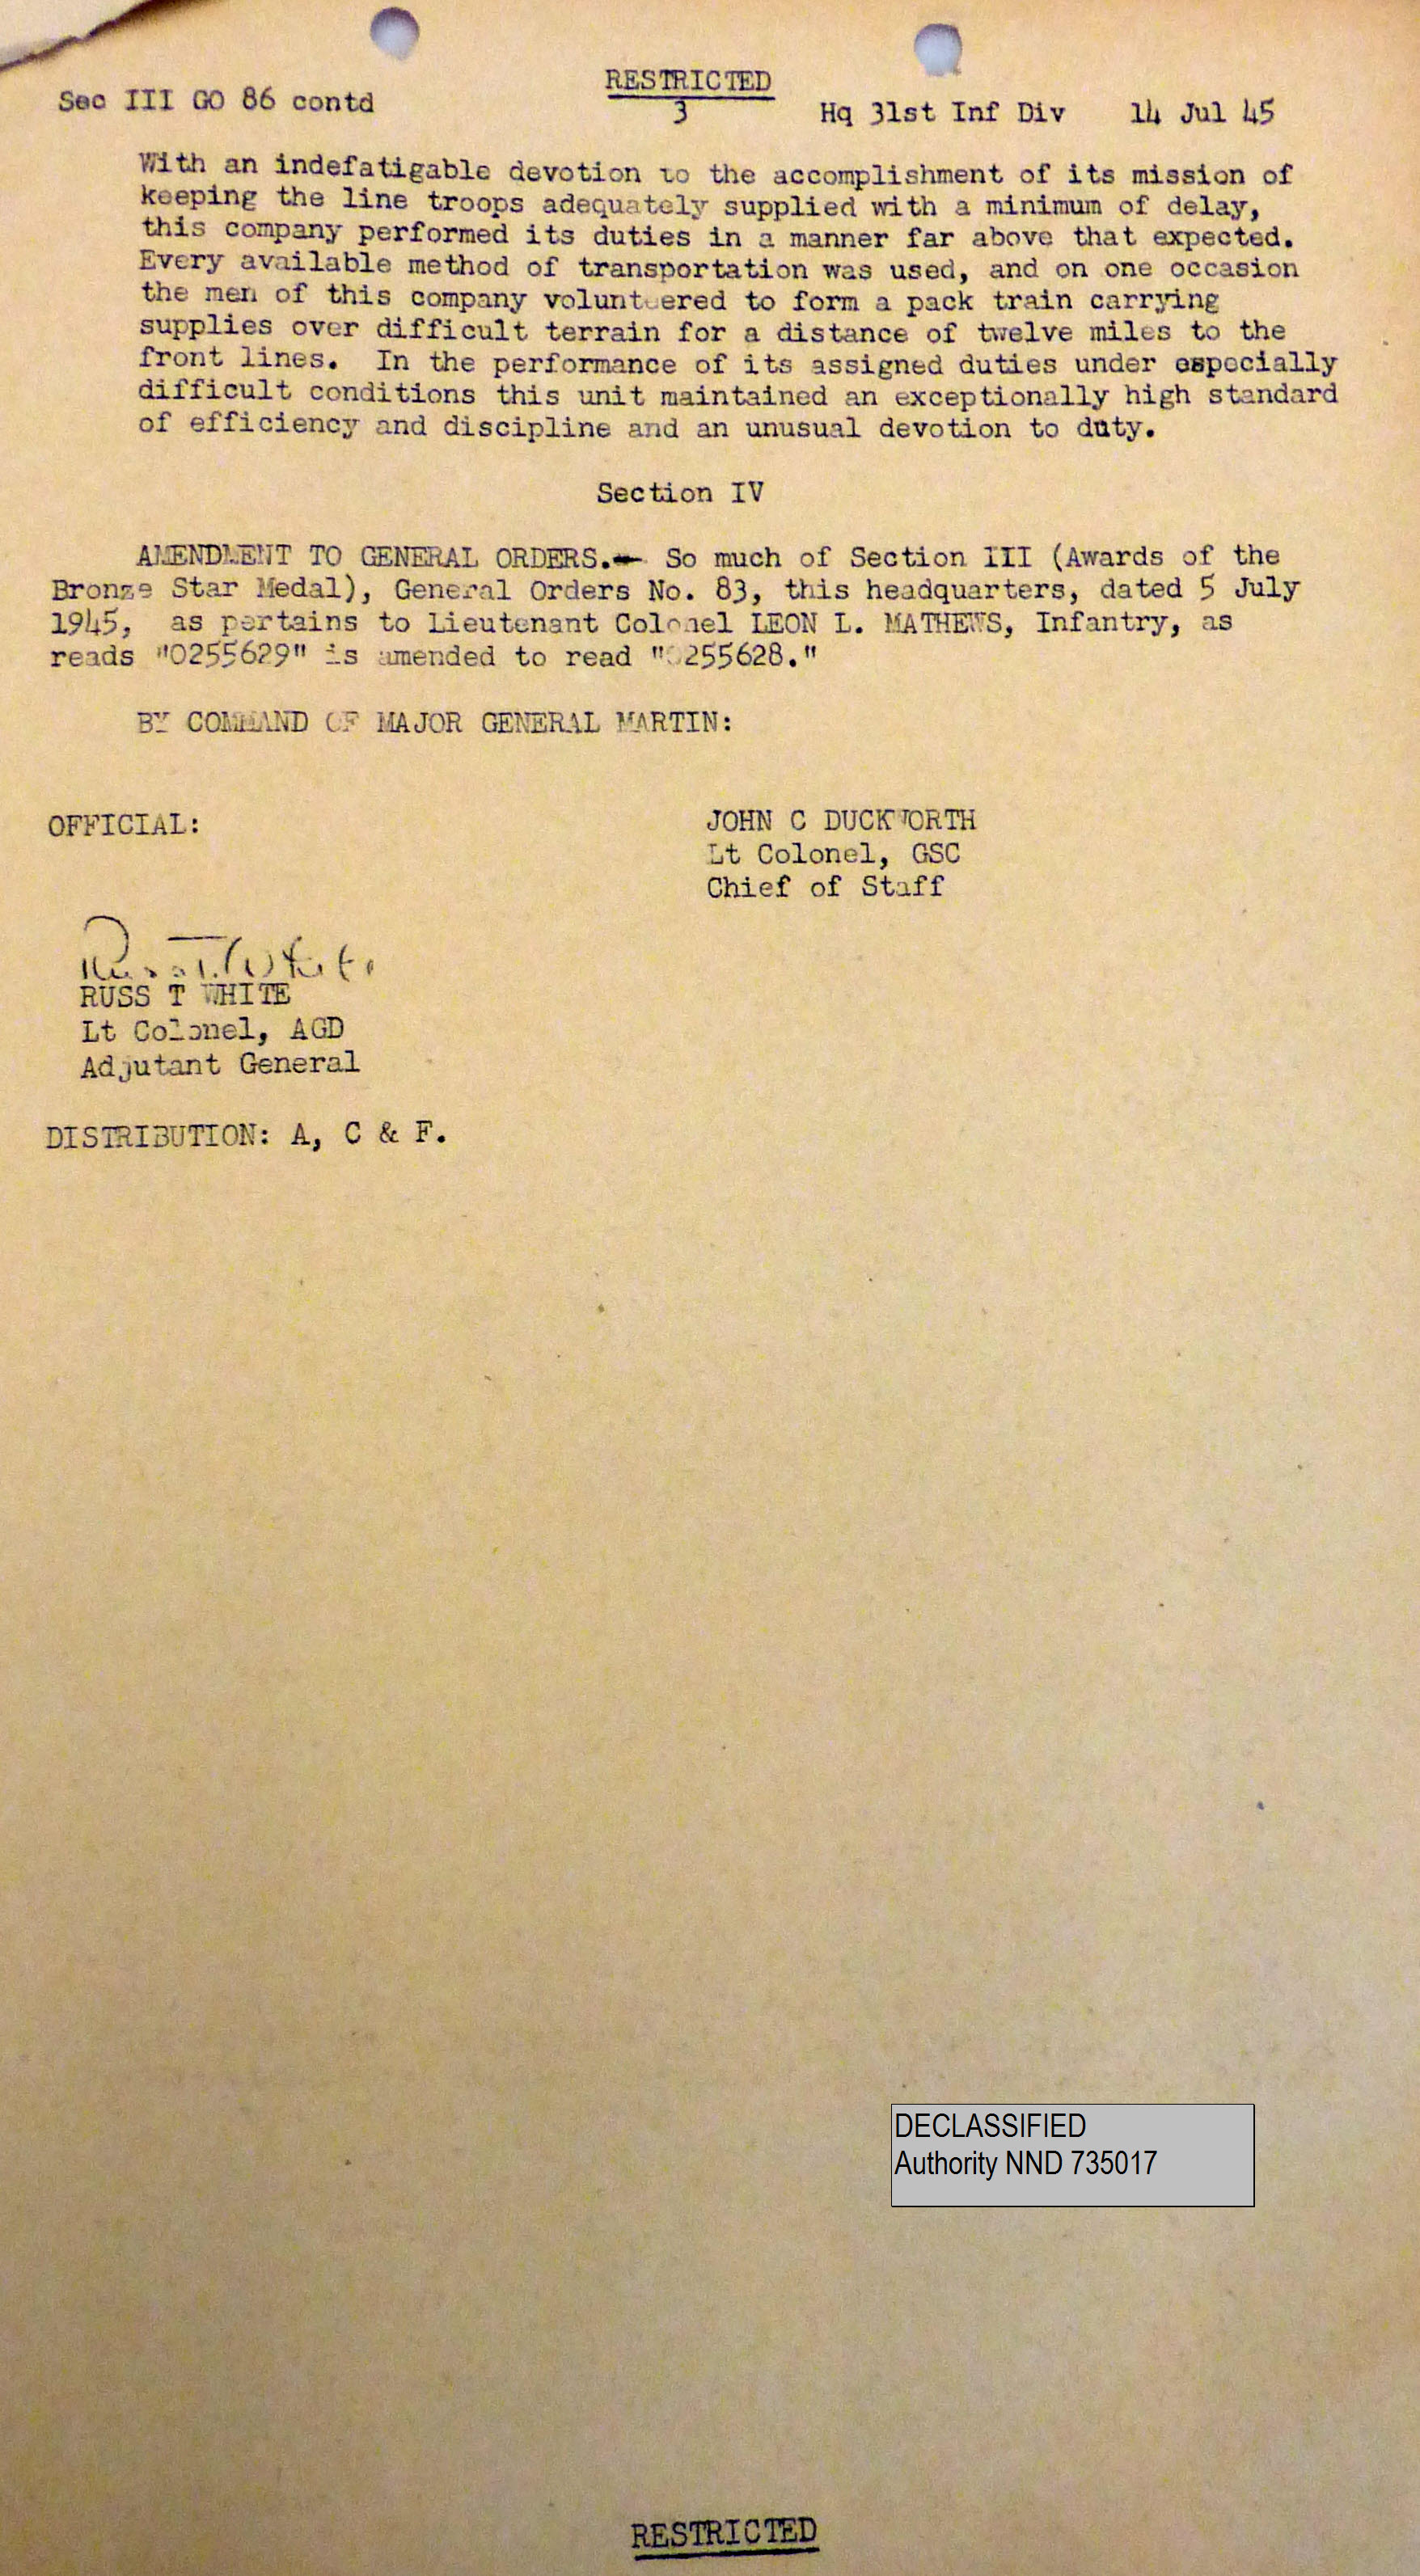 RESTRICTED
Sec III GO 86 contd 3 Hq 31st Inf Div 14 Jul 45
With an indefatigable devotion to the accomplishment of its mission of
keeping the line troops adequately supplied with a minimum of delay,
this company performed its duties in a manner far above that expected.
Every available method of transportation was used, and on one occasion
the men of this company volunteered to form a pack train carrying
supplies over difficult terrain for a distance of twelve miles to the
front lines. In the performance of its assigned duties under especially
difficult conditions this unit maintained an exceptionally high standard
of efficiency and discipline and an unusual devotion to duty.
Section IV
AMENDMENT TO GENERAL ORDERS.- So much of Section III (Awards of the
Bronze Star Medal), General Orders No. 83, this headquarters, dated 5 July
1945, as pertains to Lieutenant Colonel LEON L. MATHEWS, Infantry, as
reads "0255629" is amended to read "0255628."
BY COMMAND OF MAJOR GENERAL MARTIN:
OFFICIAL:
JOHN C DUCKWORTH
Lt Colonel, GSC
Chief of Staff
Russ T. White
RUSS T WHITE
Lt Colonel, AGD
Adjutant General
DISTRIBUTION: A, C & F.
DECLASSIFIED
Authority NND 735017
RESTRICTED